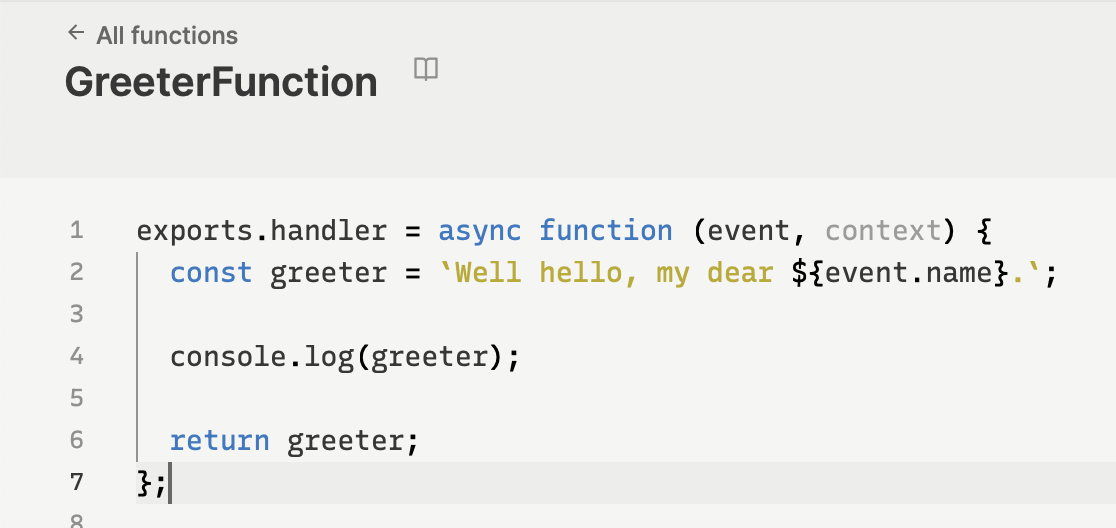 ← All functions
GreeterFunction
1 exports.handler = async function (event, context) {
2   const greeter = `Well hello, my dear ${event.name}.`;
3
4   console.log(greeter);
5
6   return greeter;
7 };
8